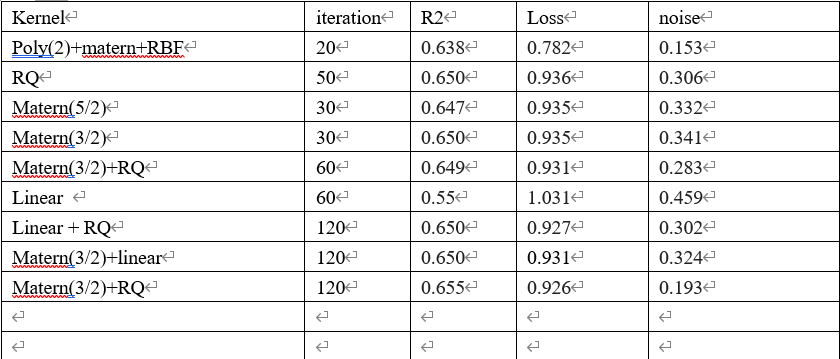 Kernel iteration R2 Loss noise
Poly(2)+matern+RBF 20 0.638 0.782 0.153
RQ 50 0.650 0.936 0.306
Matern(5/2) 30 0.647 0.935 0.332
Matern(3/2) 30 0.650 0.935 0.341
Matern(3/2)+RQ 60 0.649 0.931 0.283
Linear 60 0.55 1.031 0.459
Linear + RQ 120 0.650 0.927 0.302
Matern(3/2)+linear 120 0.650 0.931 0.324
Matern(3/2)+RQ 120 0.655 0.926 0.193